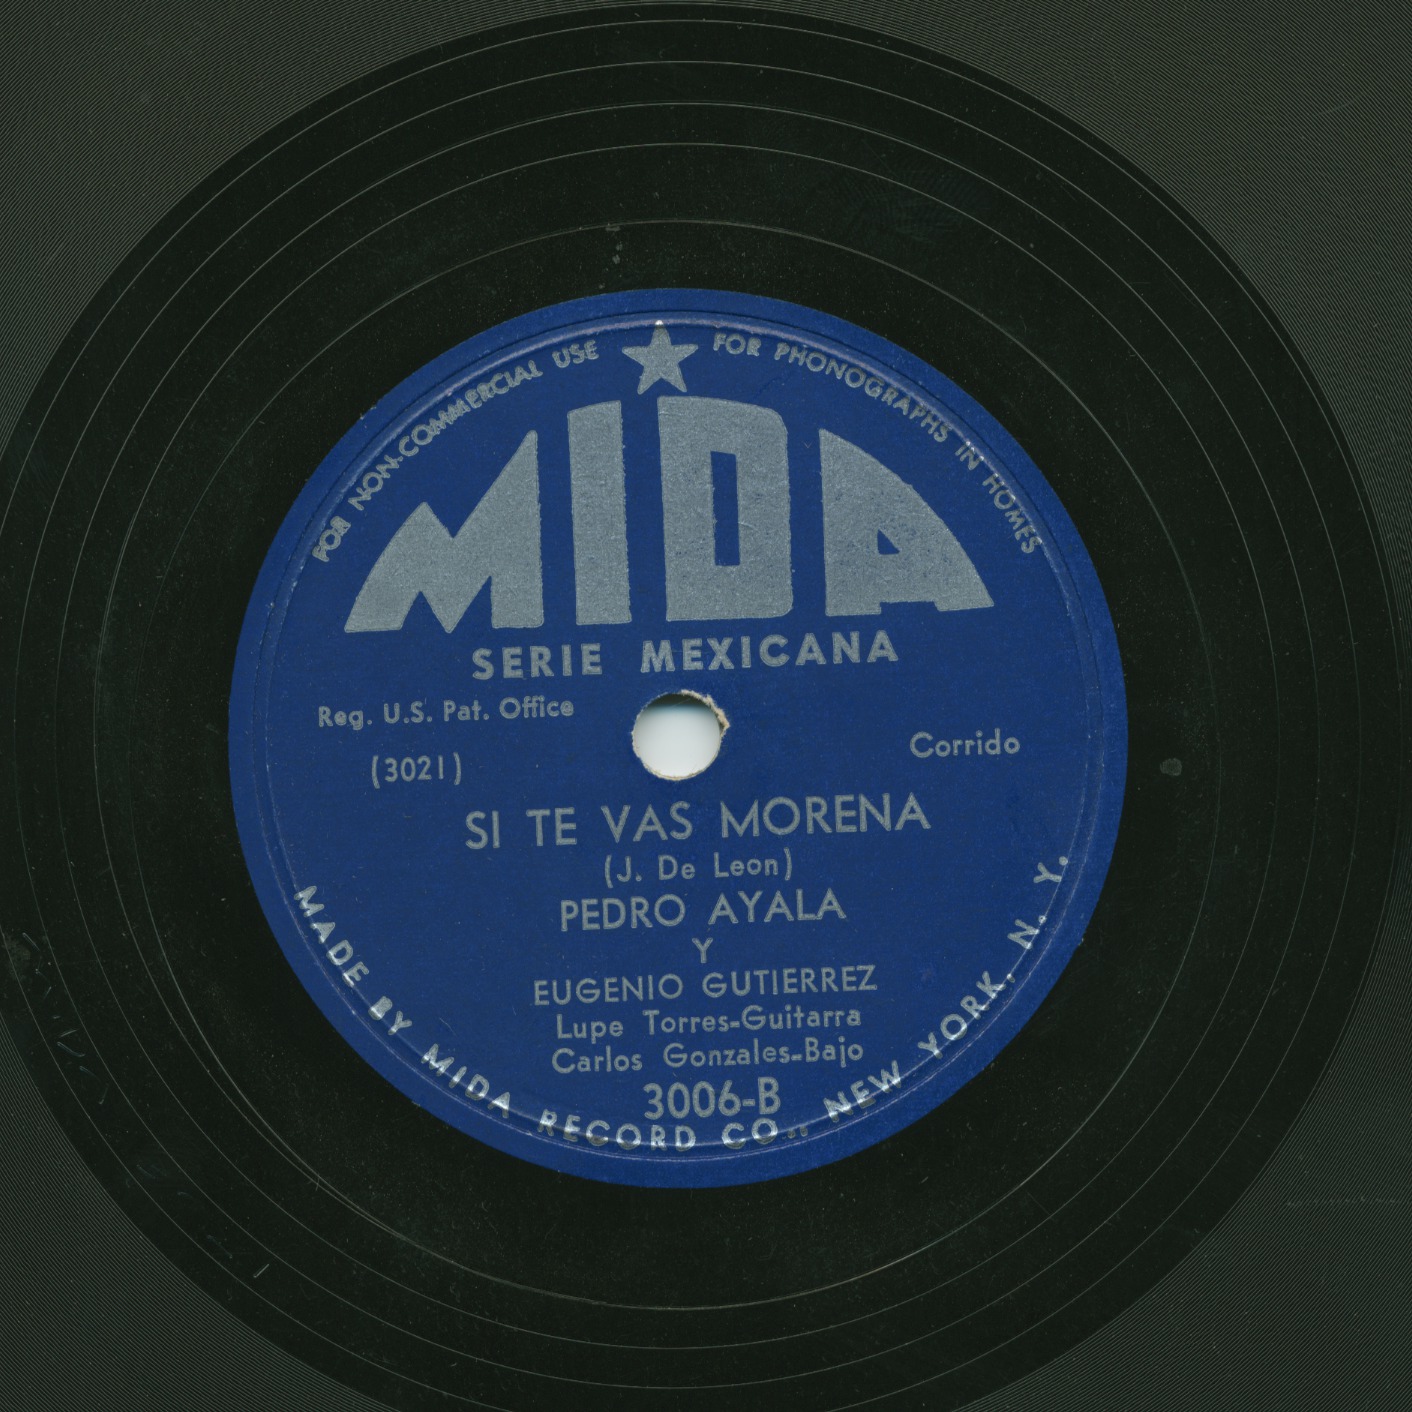 FOR NON-COMMERCIAL USE FOR PHONOGRAPHS IN HOMES
MIDA
SERIE MEXICANA
Reg. U.S. Pat. Office
(3021)
Corrido
SI TE VAS MORENA
(J. De Leon)
PEDRO AYALA
Y
EUGENIO GUTIERREZ
Lupe Torres-Guitarra
Carlos Gonzales-Bajo
3006-B
MADE BY MIDA RECORD CO., NEW YORK, N. Y.